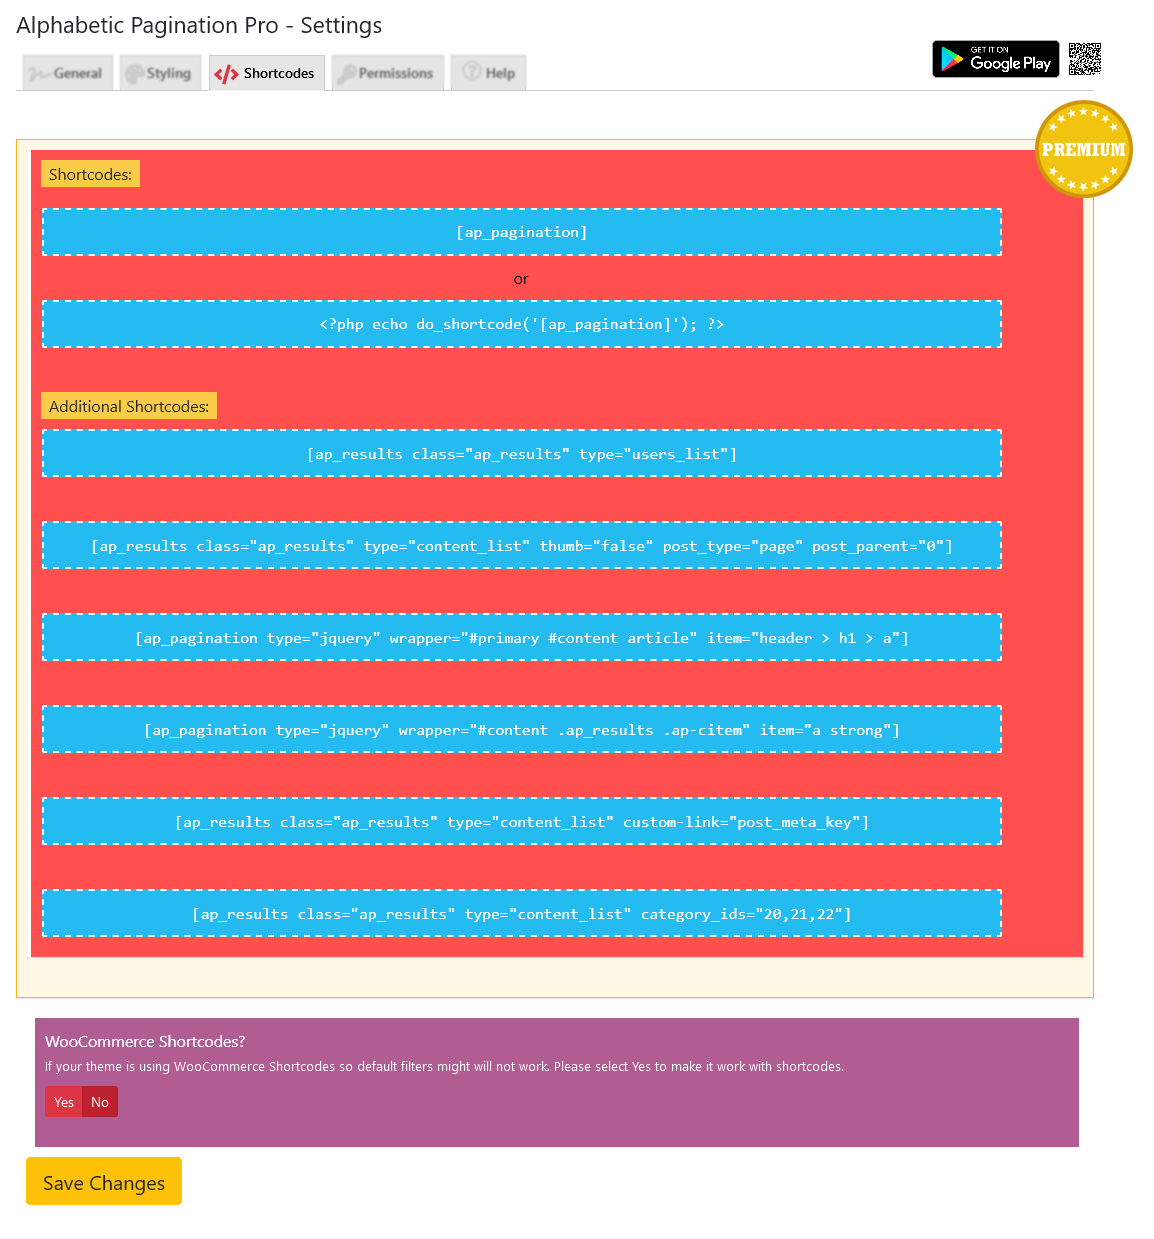 Alphabetic Pagination Pro - Settings
General
Styling
Shortcodes
Permissions
Help
GET IT ON
Google Play
PREMIUM
Shortcodes:
[ap_pagination]
or
<?php echo do_shortcode('[ap_pagination]'); ?>
Additional Shortcodes:
[ap_results class="ap_results" type="users_list"]
[ap_results class="ap_results" type="content_list" thumb="false" post_type="page" post_parent="0"]
[ap_pagination type="jquery" wrapper="#primary #content article" item="header > h1 > a"]
[ap_pagination type="jquery" wrapper="#content .ap_results .ap-citem" item="a strong"]
[ap_results class="ap_results" type="content_list" custom-link="post_meta_key"]
[ap_results class="ap_results" type="content_list" category_ids="20,21,22"]
WooCommerce Shortcodes?
If your theme is using WooCommerce Shortcodes so default filters might will not work. Please select Yes to make it work with shortcodes.
Yes No
Save Changes